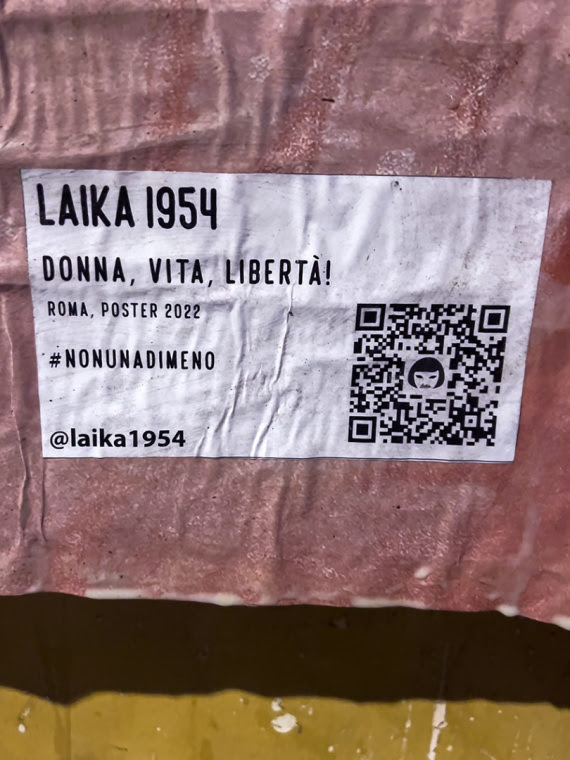 LAIKA 1954
DONNA, VITA, LIBERTÀ!
ROMA, POSTER 2022
#NONUNADIMENO
@laika1954